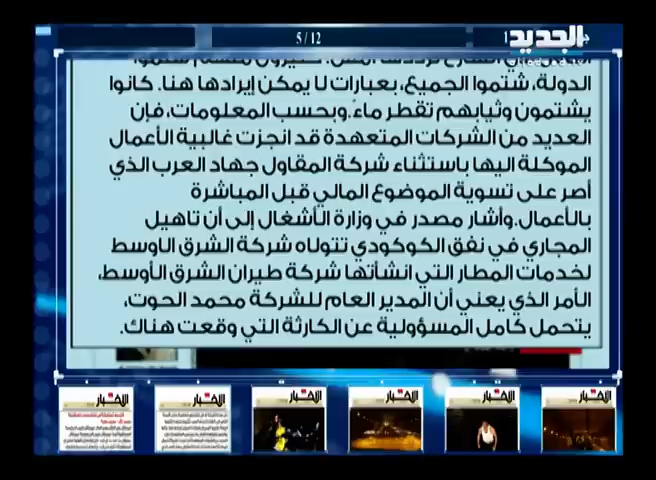 5/12
الجديد
الدولة، شتموا الجميع، بعبارات لا يمكن إيرادها هنا. كانوا
يشتمون وثيابهم تقطر ماءً.وبحسب المعلومات، فإن
العديد من الشركات المتعهدة قد انجزت غالبية الأعمال
الموكلة اليها باستثناء شركة المقاول جهاد العرب الذي
أصر على تسوية الموضوع المالي قبل المباشرة
بالأعمال.وأشار مصدر في وزارة الأشغال إلى أن تاهيل
المجاري في نفق الكوكودي تتولاه شركة الشرق الاوسط
لخدمات المطار التي انشأتها شركة طيران الشرق الأوسط،
الأمر الذي يعني أن المدير العام للشركة محمد الحوت،
يتحمل كامل المسؤولية عن الكارثة التي وقعت هناك.
الأخبار الأخبار الأخبار الأخبار الأخبار الأخبار